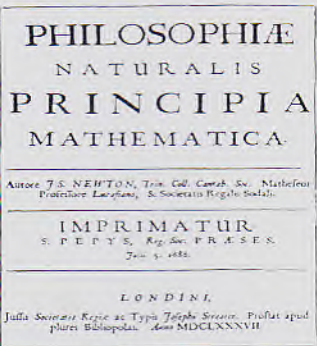 PHILOSOPHIÆ
NATURALIS
PRINCIPIA
MATHEMATICA.
Autore JS. NEWTON, Trin. Coll. Cantab. Soc. Matheseos
Professore Lucasiano, & Societatis Regalis Sodali.
IMPRIMATUR.
S. PEPYS, Reg. Soc. PRÆSES.
Julii 5. 1686.
LONDINI,
Jussu Societatis Regiæ ac Typis Josephi Streater. Prostat apud
plures Bibliopolas. Anno MDCLXXXVII.